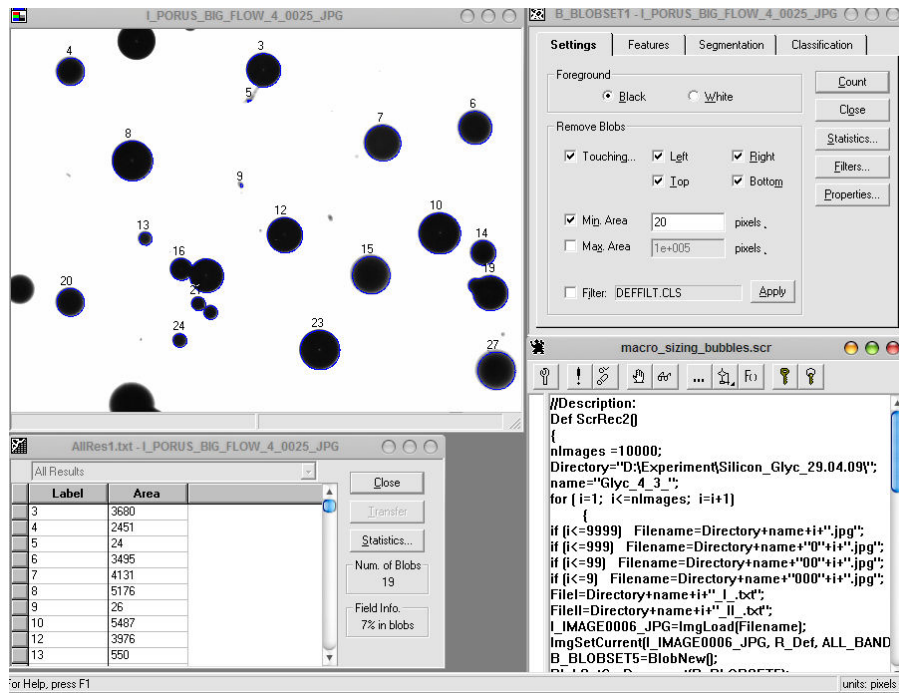 I_PORUS_BIG_FLOW_4_0025_JPG
4
3
5
6
7
8
9
10
12
13
14
15
16
19
20
23
24
27
B_BLOBSET1 - I_PORUS_BIG_FLOW_4_0025_JPG
Settings
Features
Segmentation
Classification
Foreground
Black
White
Count
Close
Statistics...
Filters...
Properties...
Remove Blobs
Touching...
Left
Right
Top
Bottom
Min. Area
20
pixels
Max. Area
1e+005
pixels
Filter:
DEFFILT.CLS
Apply
macro_sizing_bubbles.scr
...
//Description:
Def ScrRec2()
{
nImages =10000;
Directory="D:\Experiment\Silicon_Glyc_29.04.09\";
name="Glyc_4_3_";
for ( i=1; i<=nImages; i=i+1)
{
if (i<=9999) Filename=Directory+name+i+".jpg";
if (i<=999) Filename=Directory+name+"0"+i+".jpg";
if (i<=99) Filename=Directory+name+"00"+i+".jpg";
if (i<=9) Filename=Directory+name+"000"+i+".jpg";
FileI=Directory+name+i+"_I_.txt";
FileII=Directory+name+i+"_II_.txt";
I_IMAGE0006_JPG=ImgLoad(Filename);
ImgSetCurrent(I_IMAGE0006_JPG, R_Def, ALL_BAND
B_BLOBSET5=BlobNew();
AllRes1.txt - I_PORUS_BIG_FLOW_4_0025_JPG
All Results
Label Area
3 3680
4 2451
5 24
6 3495
7 4131
8 5176
9 26
10 5487
12 3976
13 550
Close
Transfer
Statistics...
Num. of Blobs
19
Field Info.
7% in blobs
For Help, press F1
units: pixels